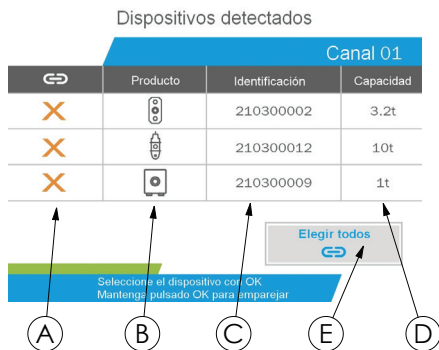 Dispositivos detectados
Canal 01
Producto Identificación Capacidad
210300002 3.2t
210300012 10t
210300009 1t
Elegir todos
Seleccione el dispositivo con OK
Mantenga pulsado OK para emparejar
A B C E D